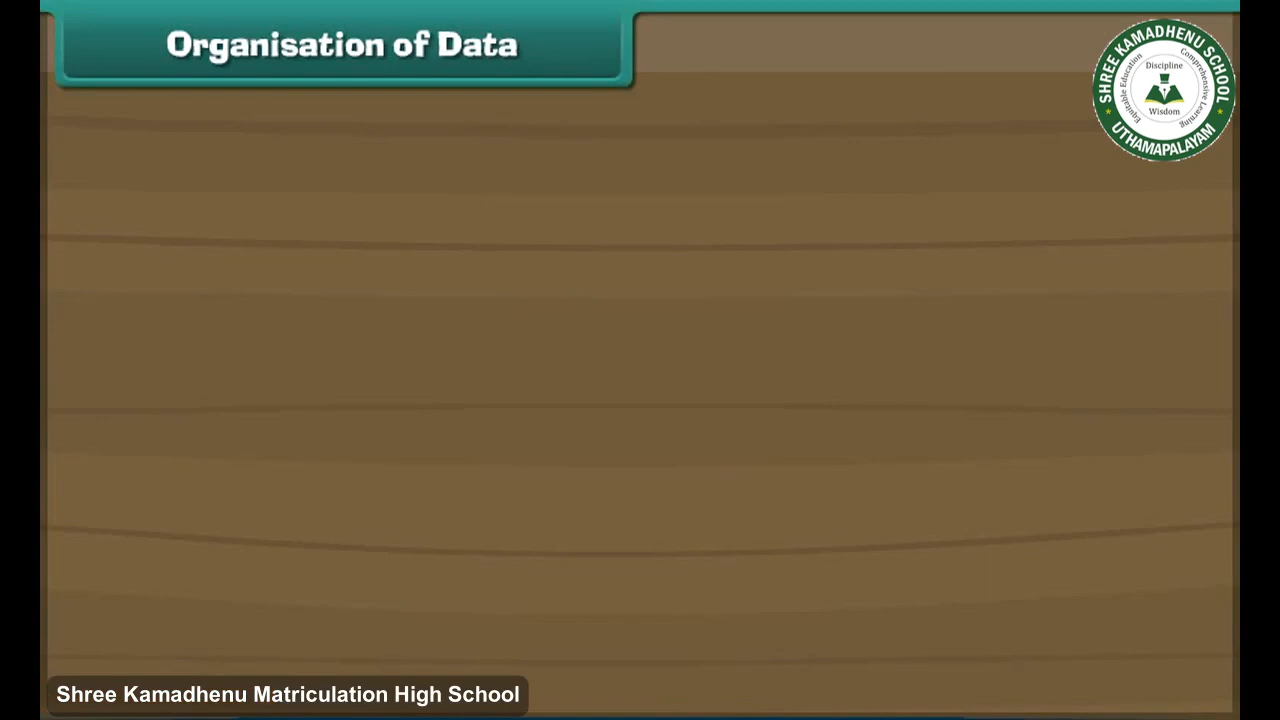 Organisation of Data
SHREE KAMADHENU SCHOOL
Equitable Education
Discipline
Comprehensive Learning
Wisdom
UTHAMAPALAYAM
Shree Kamadhenu Matriculation High School